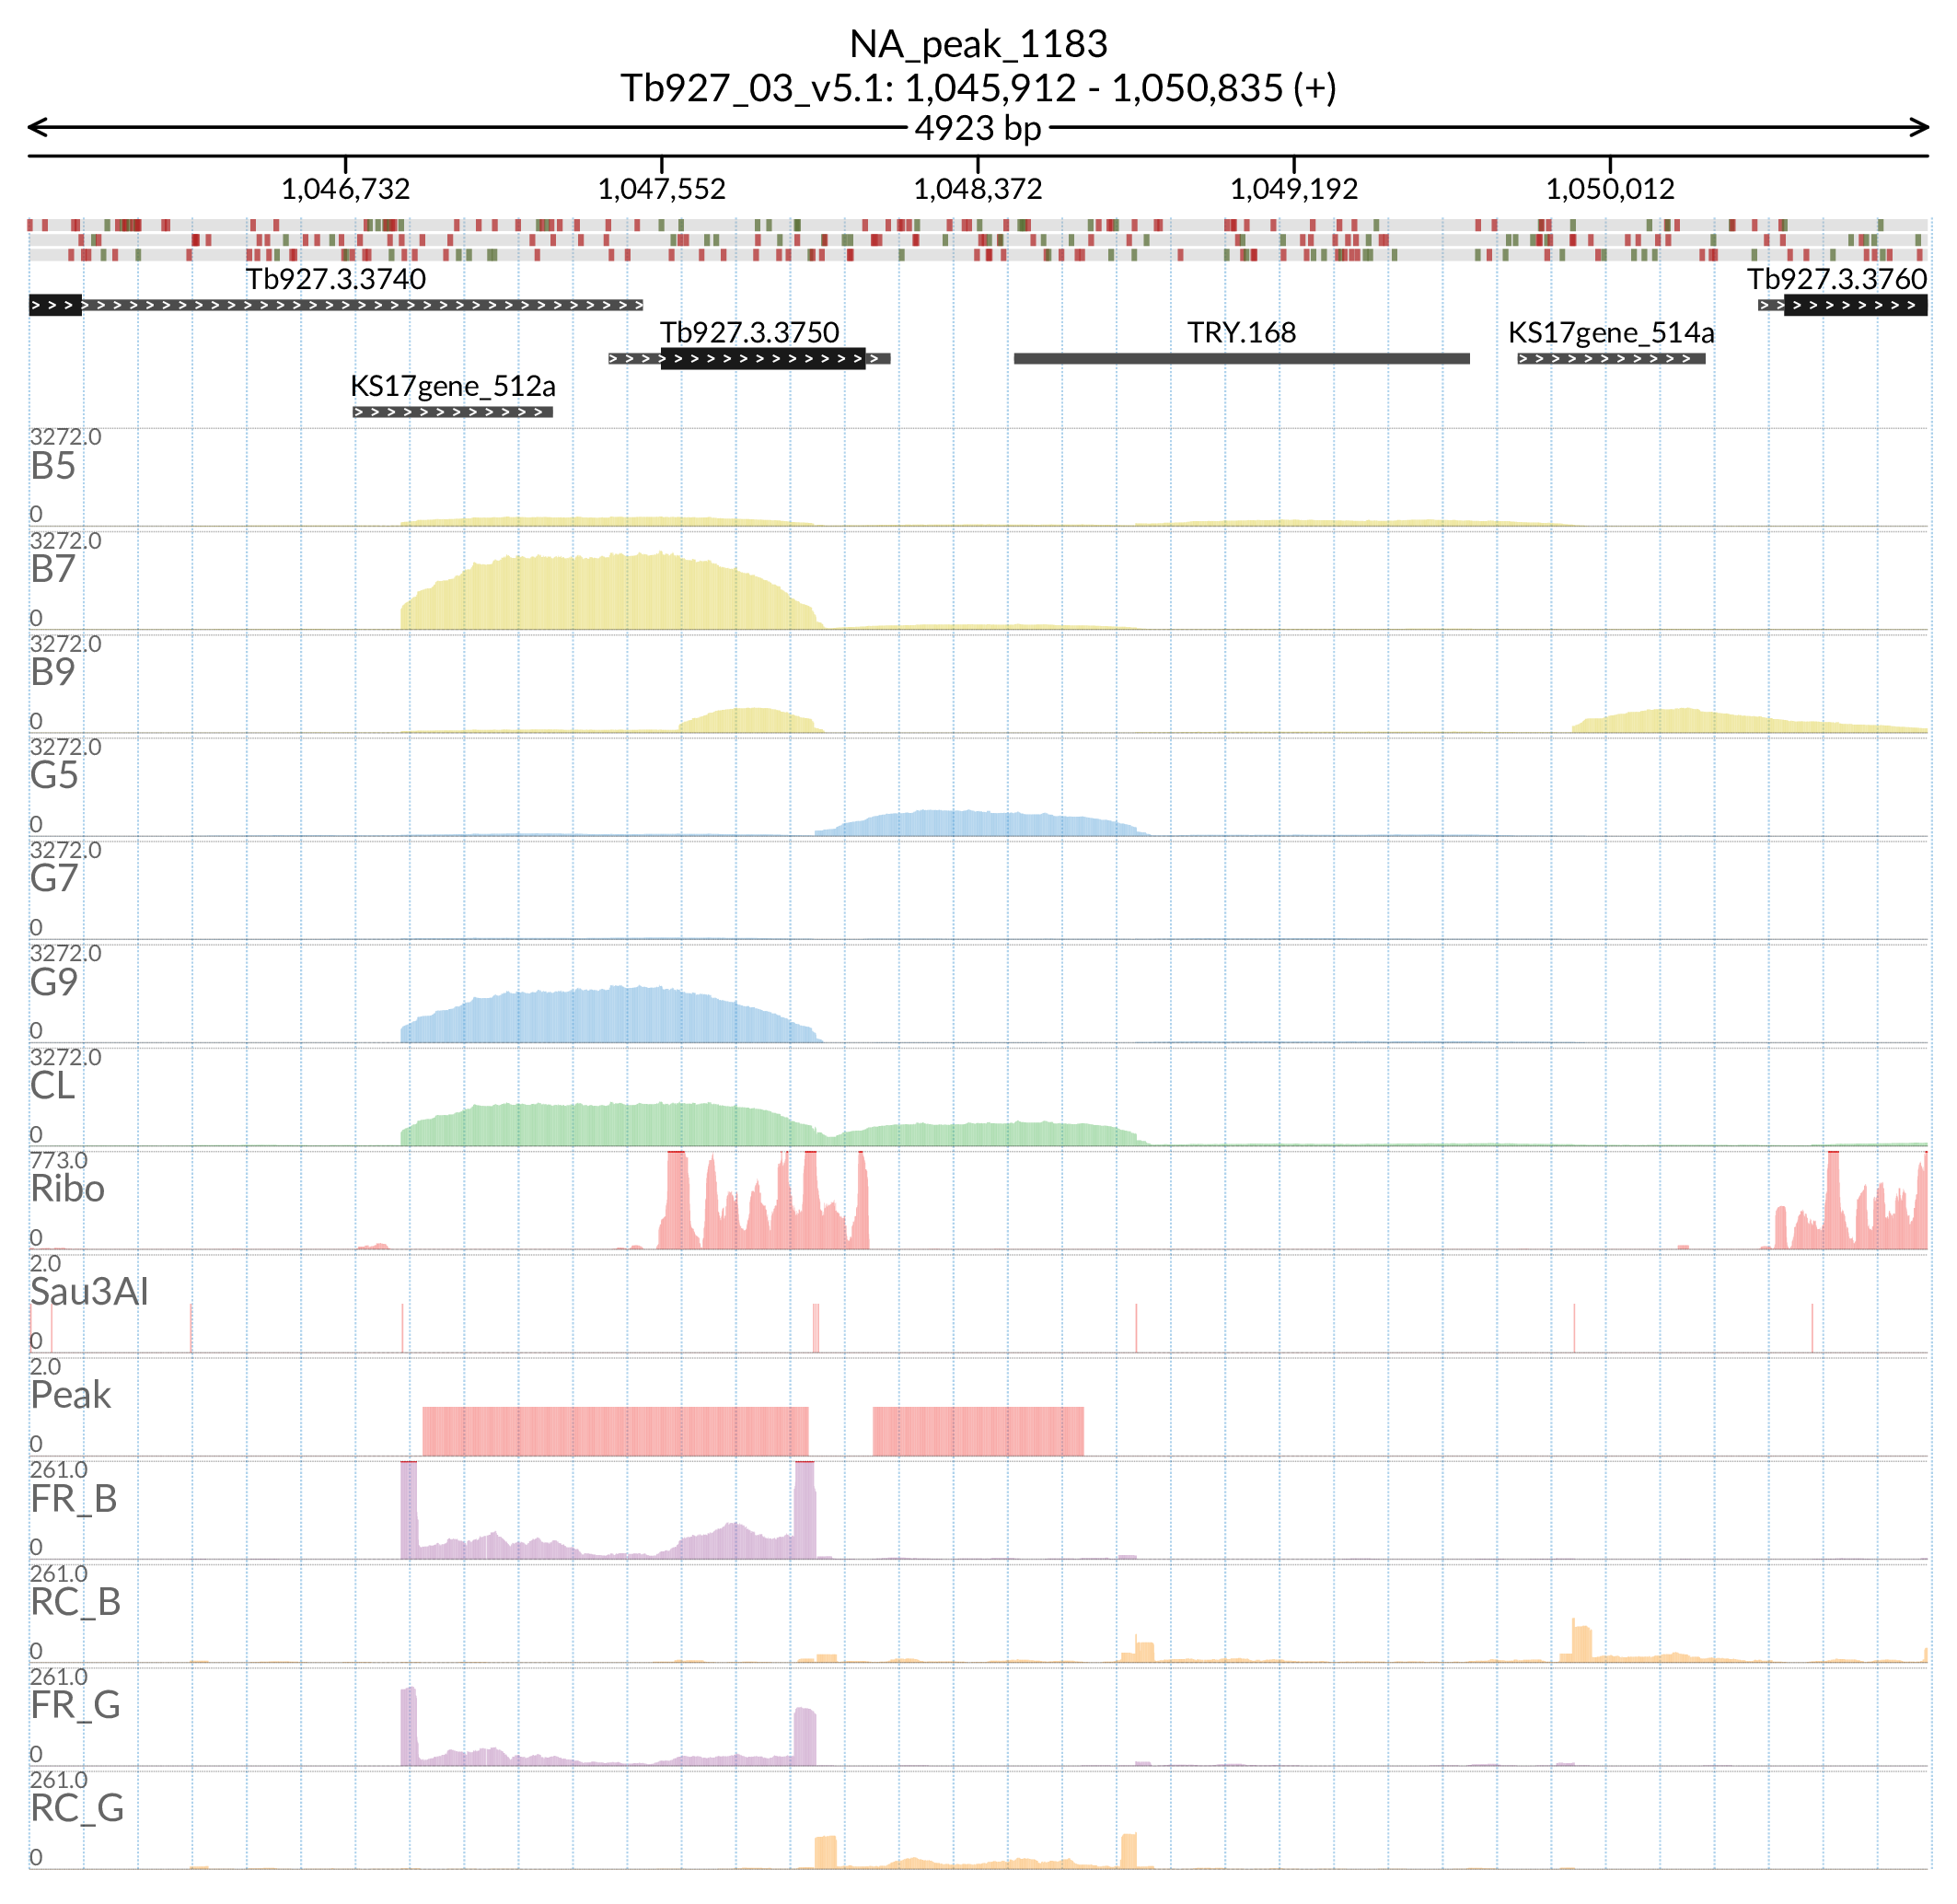 NA_peak_1183
Tb927_03_v5.1: 1,045,912 - 1,050,835 (+)
4923 bp
1,046,732 1,047,552 1,048,372 1,049,192 1,050,012
Tb927.3.3740 Tb927.3.3760
Tb927.3.3750 TRY.168 KS17gene_514a
KS17gene_512a
3272.0
B5
0
3272.0
B7
0
3272.0
B9
0
3272.0
G5
0
3272.0
G7
0
3272.0
G9
0
3272.0
CL
0
773.0
Ribo
0
2.0
Sau3AI
0
2.0
Peak
0
261.0
FR_B
0
261.0
RC_B
0
261.0
FR_G
0
261.0
RC_G
0